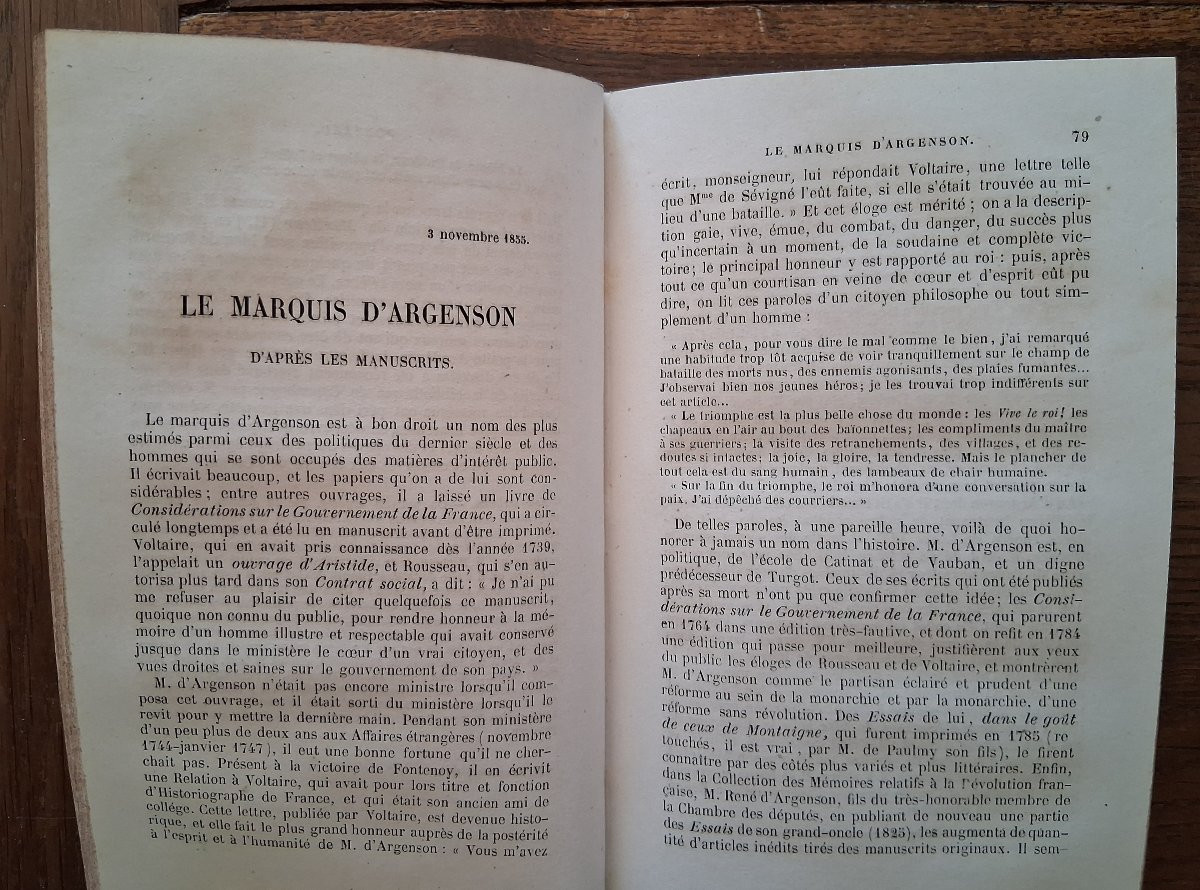 3 novembre 1855.
LE MARQUIS D'ARGENSON
D'APRÈS LES MANUSCRITS.
Le marquis d'Argenson est à bon droit un nom des plus
estimés parmi ceux des politiques du dernier siècle et des
hommes qui se sont occupés des matières d'intérêt public.
Il écrivait beaucoup, et les papiers qu'on a de lui sont con-
sidérables; entre autres ouvrages, il a laissé un livre de
Considérations sur le Gouvernement de la France, qui a cir-
culé longtemps et a été lu en manuscrit avant d'être imprimé.
Voltaire, qui en avait pris connaissance dès l'année 1739,
l'appelait un ouvrage d'Aristide, et Rousseau, qui s'en au-
torisa plus tard dans son Contrat social, a dit : « Je n'ai pu
me refuser au plaisir de citer quelquefois ce manuscrit,
quoique non connu du public, pour rendre honneur à la mé-
moire d'un homme illustre et respectable qui avait conservé
jusque dans le ministère le cœur d'un vrai citoyen, et des
vues droites et saines sur le gouvernement de son pays. »
M. d'Argenson n'était pas encore ministre lorsqu'il com-
posa cet ouvrage, et il était sorti du ministère lorsqu'il le
revit pour y mettre la dernière main. Pendant son ministère
d'un peu plus de deux ans aux Affaires étrangères (novembre
1744-janvier 1747), il eut une bonne fortune qu'il ne cher-
chait pas. Présent à la victoire de Fontenoy, il en écrivit
une Relation à Voltaire, qui avait pour lors titre et fonction
d'Historiographe de France, et qui était son ancien ami de
collége. Cette lettre, publiée par Voltaire, est devenue histo-
rique, et elle fait le plus grand honneur auprès de la postérité
à l'esprit et à l'humanité de M. d'Argenson : « Vous m'avez
LE MARQUIS D'ARGENSON. 79
écrit, monseigneur, lui répondait Voltaire, une lettre telle
que Mme de Sévigné l'eût faite, si elle s'était trouvée au mi-
lieu d'une bataille. » Et cet éloge est mérité; on a la descrip-
tion gaie, vive, émue, du combat, du danger, du succès plus
qu'incertain à un moment, de la soudaine et complète vic-
toire; le principal honneur y est rapporté au roi : puis, après
tout ce qu'un courtisan en veine de cœur et d'esprit eût pu
dire, on lit ces paroles d'un citoyen philosophe ou tout sim-
plement d'un homme :
« Après cela, pour vous dire le mal comme le bien, j'ai remarqué
une habitude trop tôt acquise de voir tranquillement sur le champ de
bataille des morts nus, des ennemis agonisants, des plaies fumantes...
J'observai bien nos jeunes héros; je les trouvai trop indifférents sur
cet article...
« Le triomphe est la plus belle chose du monde : les Vive le roi! les
chapeaux en l'air au bout des baïonnettes; les compliments du maître
à ses guerriers; la visite des retranchements, des villages, et des re-
doutes si intactes; la joie, la gloire, la tendresse. Mais le plancher de
tout cela est du sang humain, des lambeaux de chair humaine.
« Sur la fin du triomphe, le roi m'honora d'une conversation sur la
paix. J'ai dépêché des courriers... »
De telles paroles, à une pareille heure, voilà de quoi ho-
norer à jamais un nom dans l'histoire. M. d'Argenson est, en
politique, de l'école de Catinat et de Vauban, et un digne
prédécesseur de Turgot. Ceux de ses écrits qui ont été publiés
après sa mort n'ont pu que confirmer cette idée; les Consi-
dérations sur le Gouvernement de la France, qui parurent
en 1764 dans une édition très-fautive, et dont on refit en 1784
une édition qui passe pour meilleure, justifièrent aux yeux
du public les éloges de Rousseau et de Voltaire, et montrèrent
M. d'Argenson comme le partisan éclairé et prudent d'une
réforme au sein de la monarchie et par la monarchie, d'une
réforme sans révolution. Des Essais de lui, dans le goût
de ceux de Montaigne, qui furent imprimés en 1785 (re
touchés, il est vrai, par M. de Paulmy son fils), le firent
connaître par des côtés plus variés et plus littéraires. Enfin,
dans la Collection des Mémoires relatifs à la Révolution fran-
çaise, M. René d'Argenson, fils du très-honorable membre de
la Chambre des députés, en publiant de nouveau une partie
des Essais de son grand-oncle (1825), les augmenta de quan-
tité d'articles inédits tirés des manuscrits originaux. Il sem-